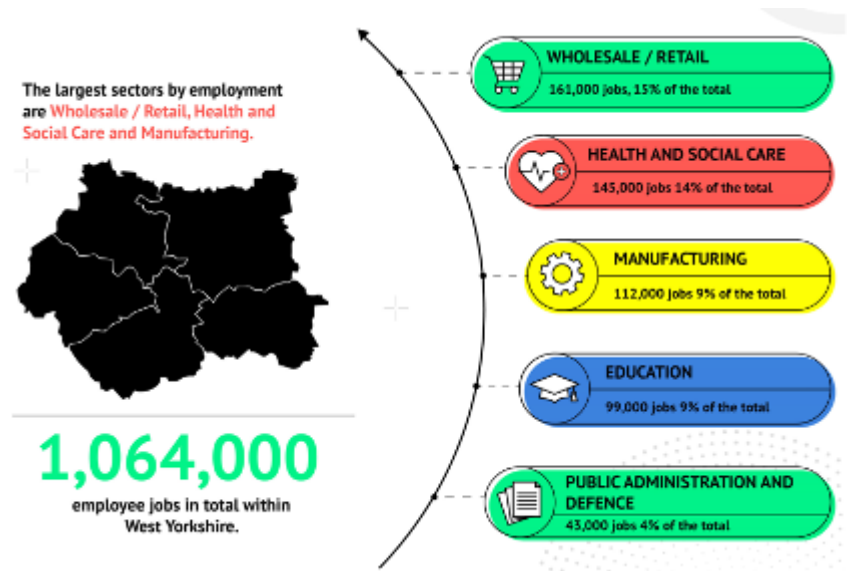 The largest sectors by employment
are Wholesale / Retail, Health and
Social Care and Manufacturing.
1,064,000
employee jobs in total within
West Yorkshire.
WHOLESALE / RETAIL
161,000 jobs, 15% of the total
HEALTH AND SOCIAL CARE
145,000 jobs 14% of the total
MANUFACTURING
112,000 jobs 9% of the total
EDUCATION
99,000 jobs 9% of the total
PUBLIC ADMINISTRATION AND
DEFENCE
43,000 jobs 4% of the total